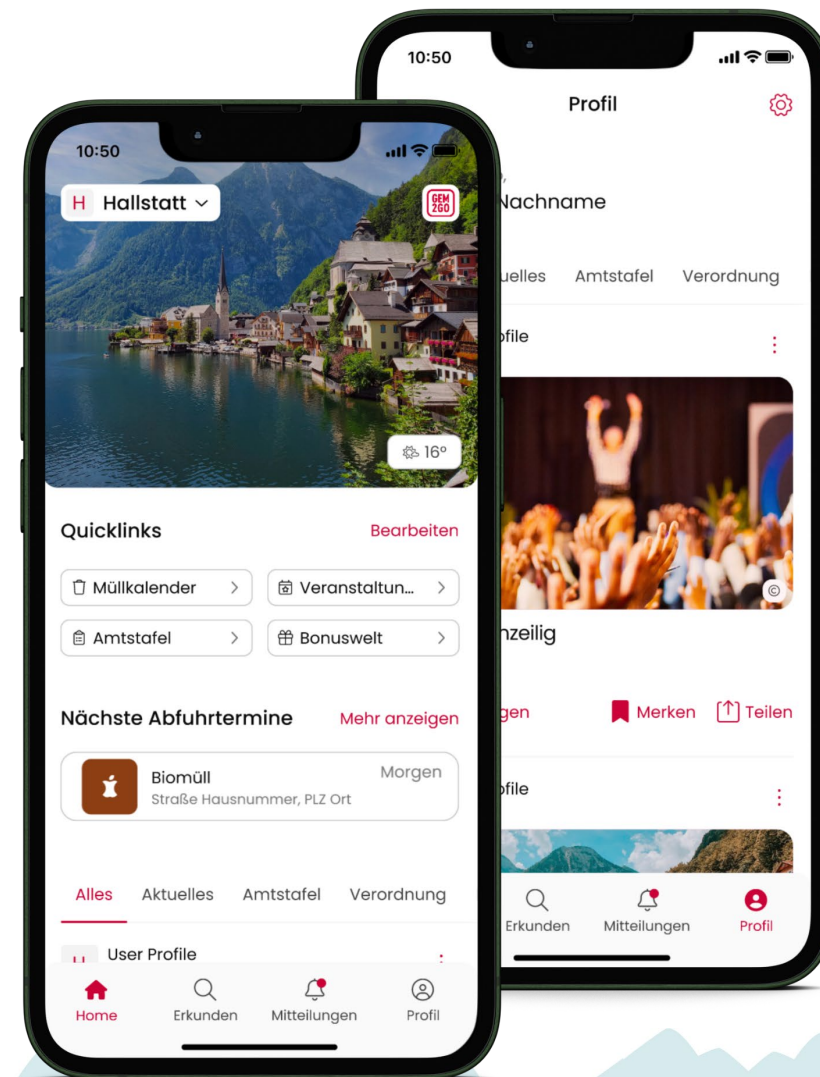 10:50
H Hallstatt
GEM
2GO
16°
Quicklinks
Bearbeiten
Müllkalender
Veranstaltun...
Amtstafel
Bonuswelt
Nächste Abfuhrtermine
Mehr anzeigen
Biomüll
Morgen
Straße Hausnummer, PLZ Ort
Alles Aktuelles Amtstafel Verordnung
User Profile
Home Erkunden Mitteilungen Profil
10:50
Profil
Nachname
uelles Amtstafel Verordnung
ofile
©
nzeilig
gen Merken Teilen
ofile
Erkunden Mitteilungen Profil